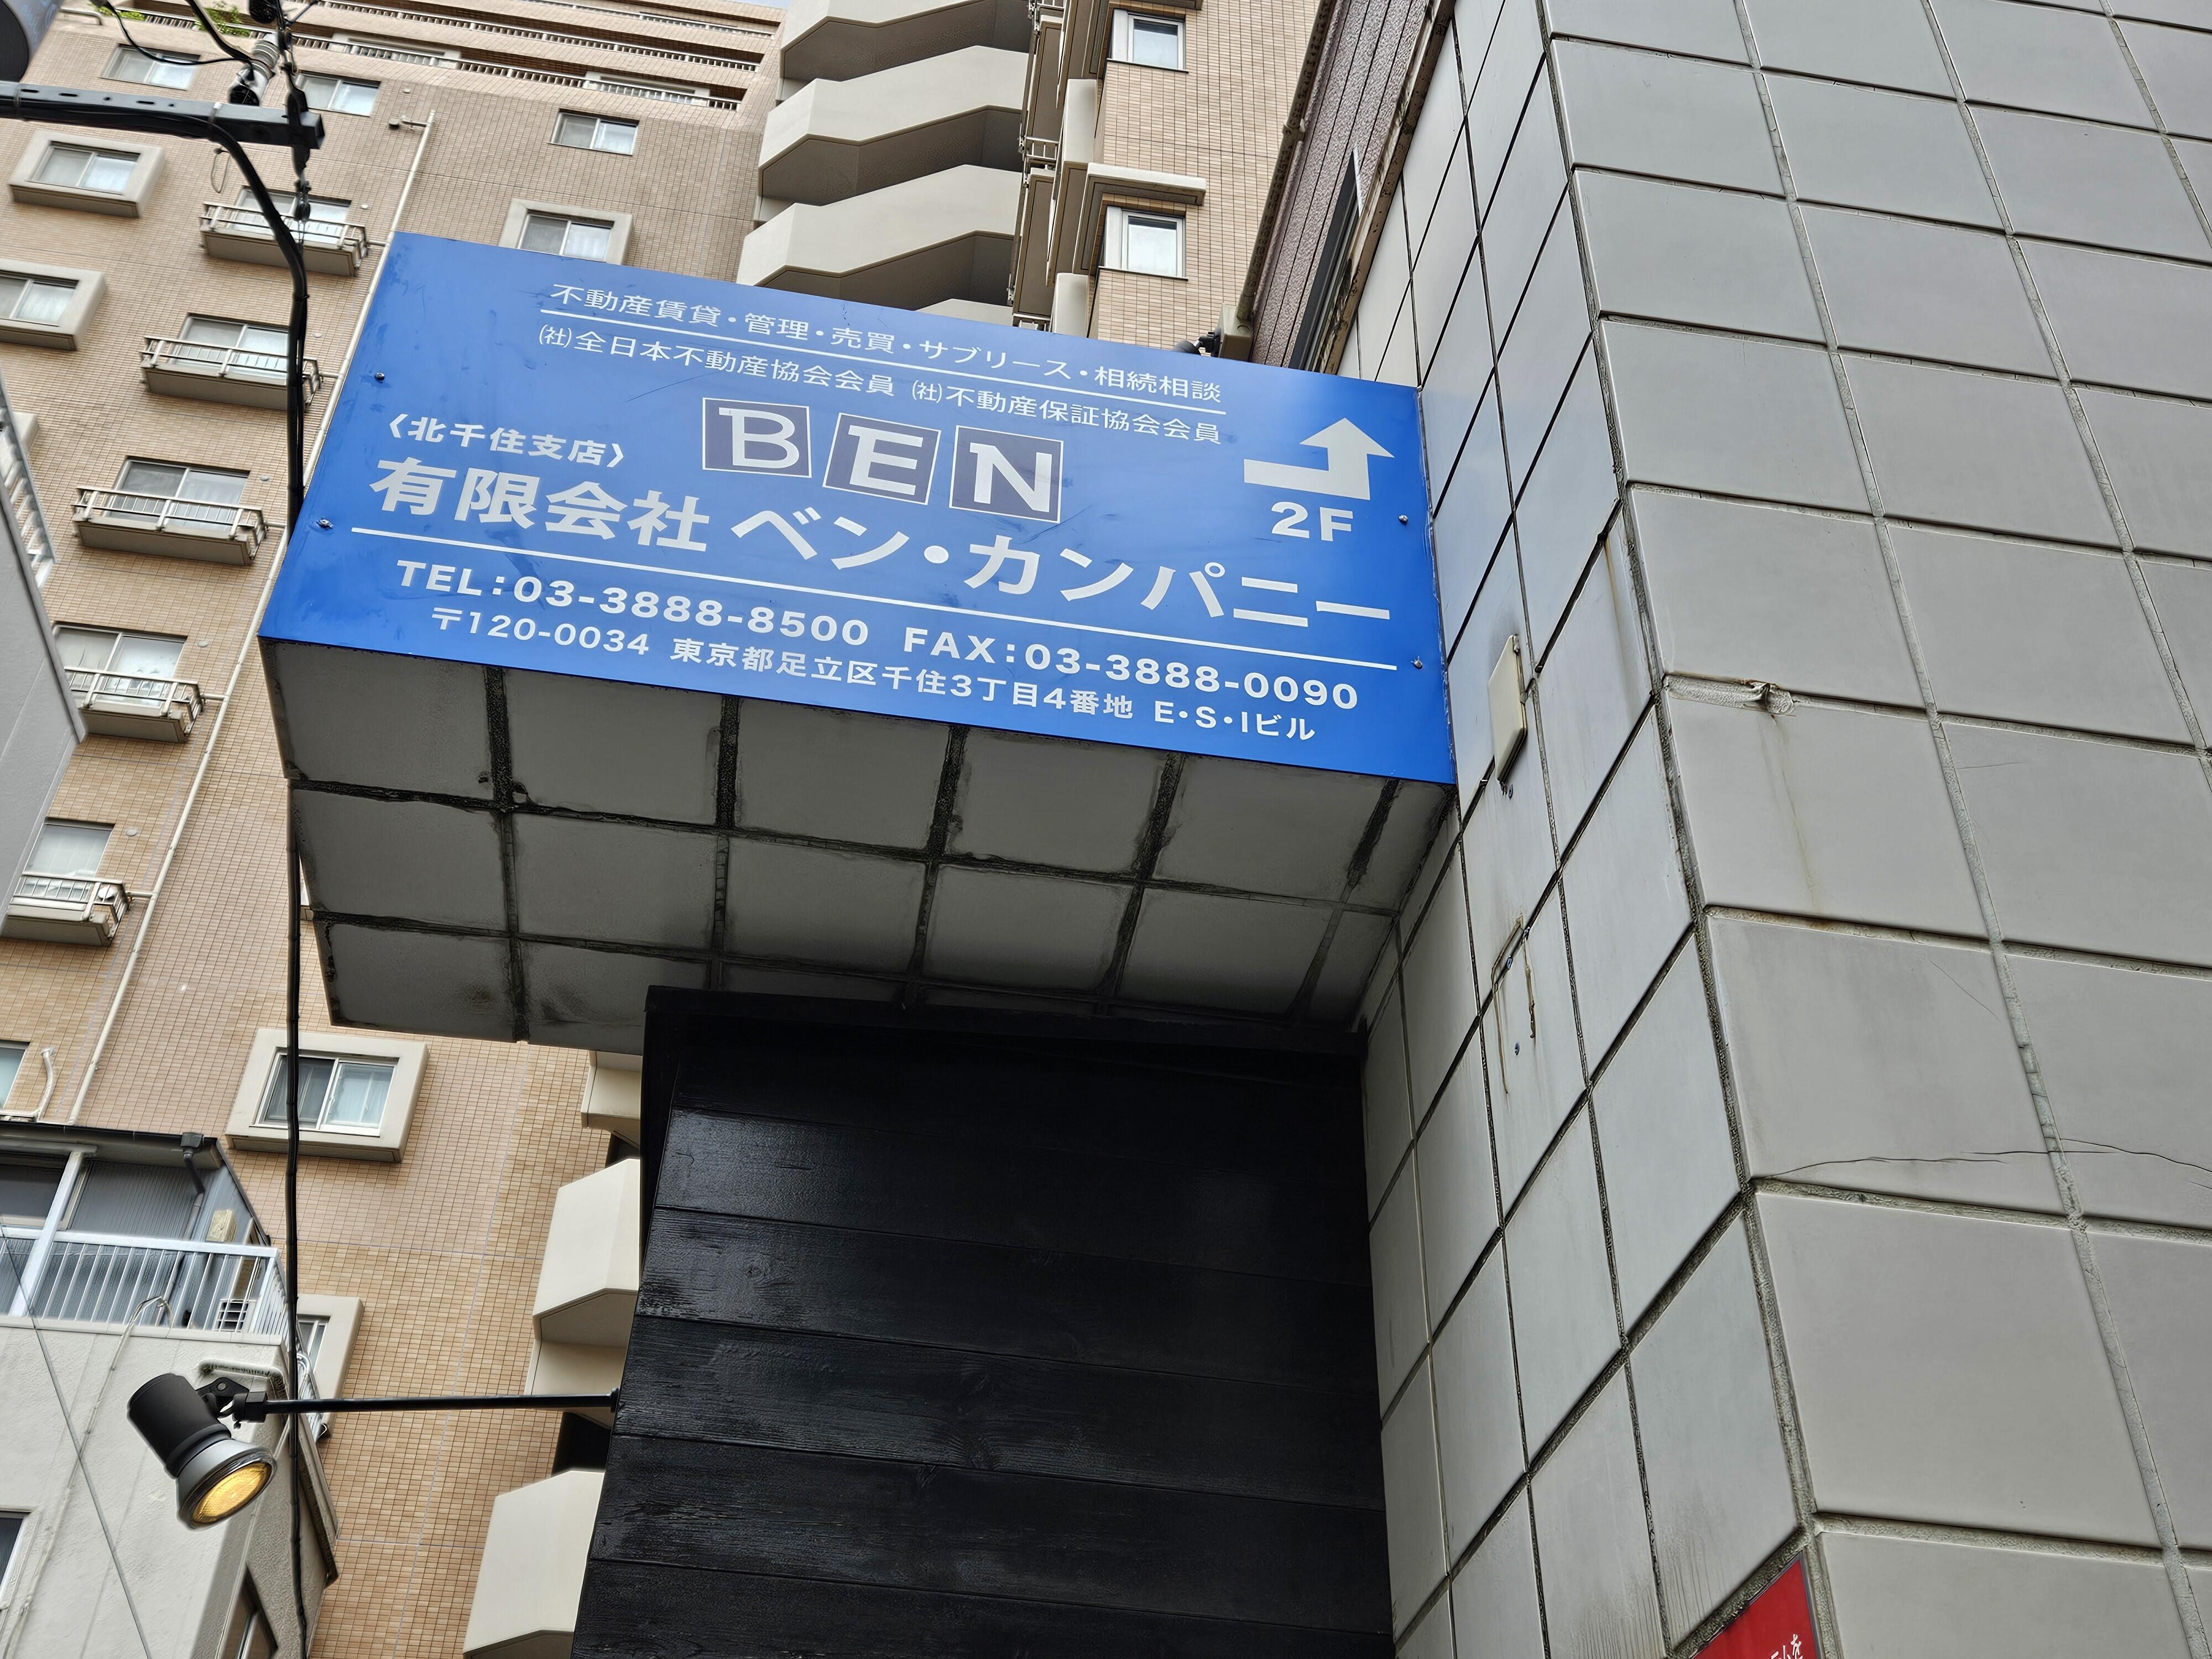 不動産賃貸・管理・売買・サブリース・相続相談
㈳全日本不動産協会会員 ㈳不動産保証協会会員
〈北千住支店〉 BEN
有限会社 ベン・カンパニー
2F
TEL:03-3888-8500 FAX:03-3888-0090
〒120-0034 東京都足立区千住3丁目4番地 E・S・Iビル